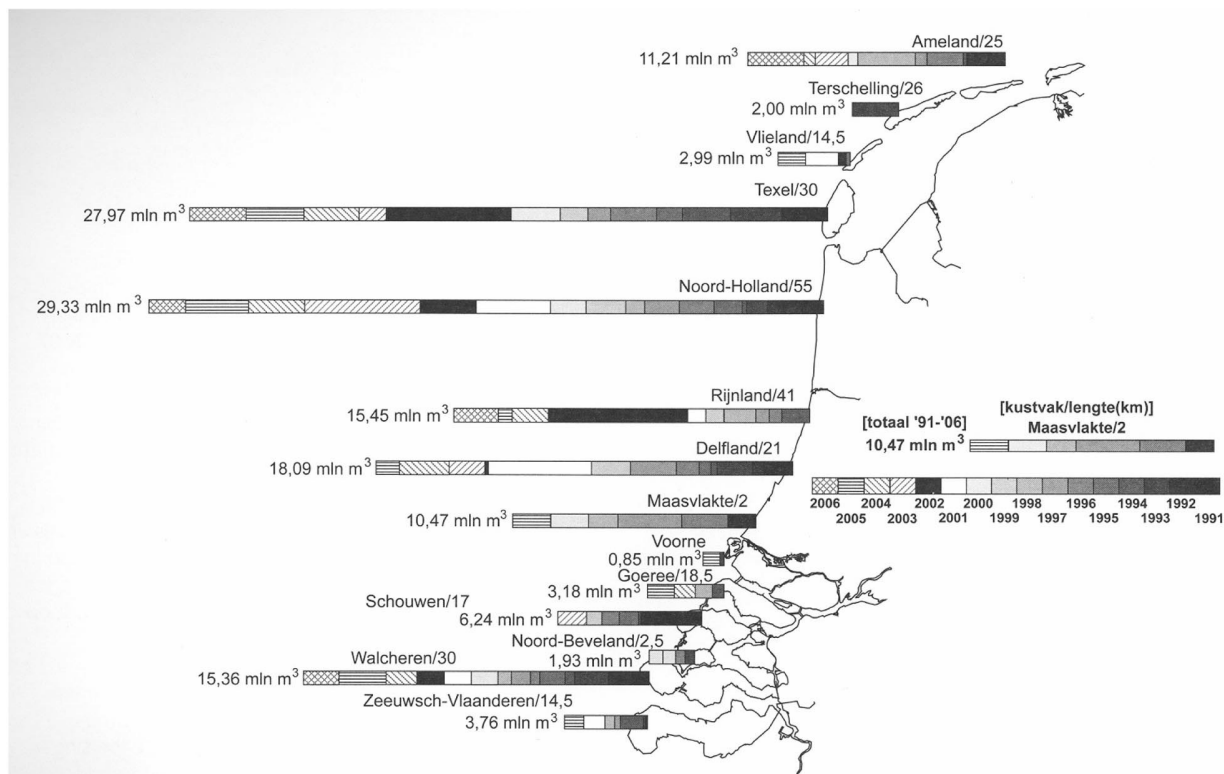 Ameland/25
11,21 mln m³
Terschelling/26
2,00 mln m³
Vlieland/14,5
2,99 mln m³
Texel/30
27,97 mln m³
Noord-Holland/55
29,33 mln m³
Rijnland/41
15,45 mln m³
[totaal '91-'06]
10,47 mln m³
[kustvak/lengte(km)]
Maasvlakte/2
Delfland/21
18,09 mln m³
2006 2004 2002 2000 1998 1996 1994 1992
2005 2003 2001 1999 1997 1995 1993 1991
Maasvlakte/2
10,47 mln m³
Voorne
0,85 mln m³
Goeree/18,5
3,18 mln m³
Schouwen/17
6,24 mln m³
Noord-Beveland/2,5
1,93 mln m³
Walcheren/30
15,36 mln m³
Zeeuwsch-Vlaanderen/14,5
3,76 mln m³